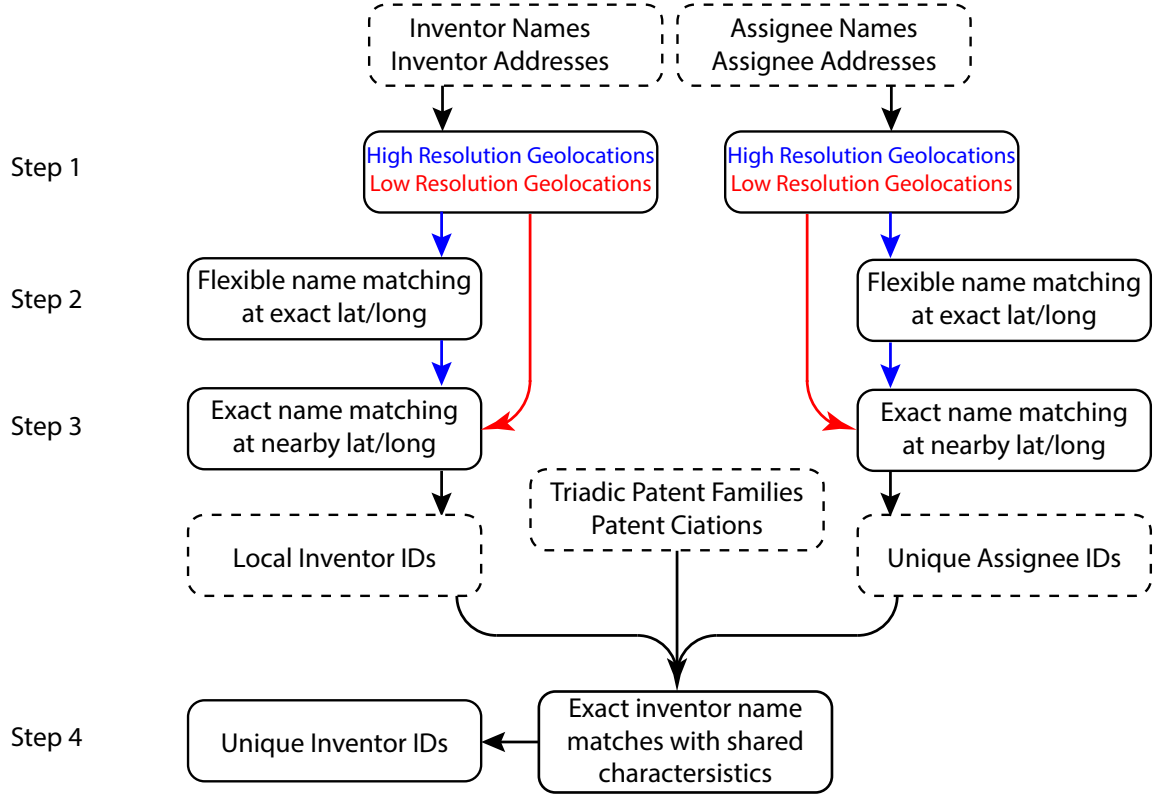 Inventor Names
Inventor Addresses
Assignee Names
Assignee Addresses
Step 1
High Resolution Geolocations
Low Resolution Geolocations
High Resolution Geolocations
Low Resolution Geolocations
Step 2
Flexible name matching
at exact lat/long
Flexible name matching
at exact lat/long
Step 3
Exact name matching
at nearby lat/long
Exact name matching
at nearby lat/long
Triadic Patent Families
Patent Ciations
Local Inventor IDs
Unique Assignee IDs
Step 4
Unique Inventor IDs
Exact inventor name
matches with shared
charactersistics